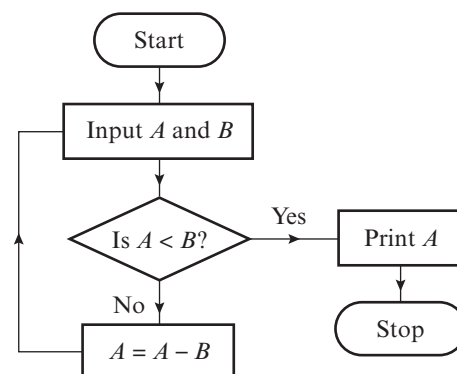 Start
Input A and B
Is A < B?
Yes
Print A
No
Stop
A = A − B